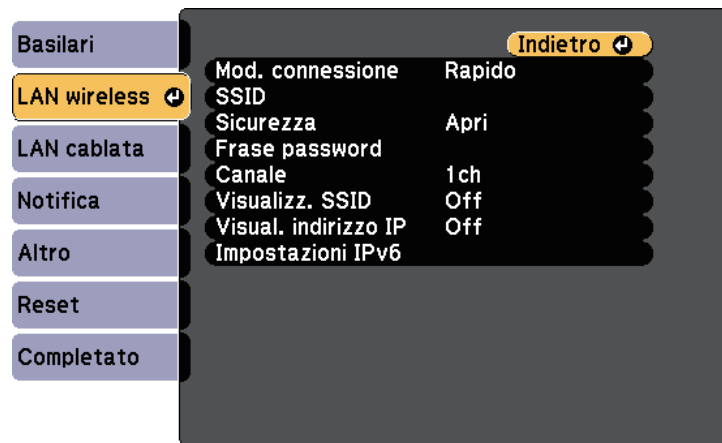 Basilari
LAN wireless
LAN cablata
Notifica
Altro
Reset
Completato
Indietro
Mod. connessione Rapido
SSID
Sicurezza Apri
Frase password
Canale 1ch
Visualizz. SSID Off
Visual. indirizzo IP Off
Impostazioni IPv6